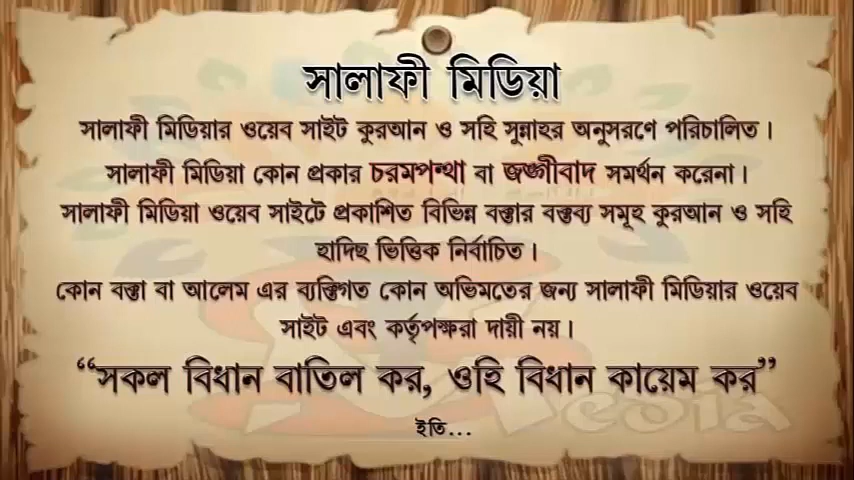 সালাফী মিডিয়া
সালাফী মিডিয়ার ওয়েব সাইট কুরআন ও সহি সুন্নাহর অনুসরণে পরিচালিত।
সালাফী মিডিয়া কোন প্রকার চরমপন্থা বা জঙ্গীবাদ সমর্থন করেনা।
সালাফী মিডিয়া ওয়েব সাইটে প্রকাশিত বিভিন্ন বক্তার বক্তব্য সমূহ কুরআন ও সহি
হাদিছ ভিত্তিক নির্বাচিত।
কোন বক্তা বা আলেম এর ব্যক্তিগত কোন অভিমতের জন্য সালাফী মিডিয়ার ওয়েব
সাইট এবং কর্তৃপক্ষরা দায়ী নয়।
“সকল বিধান বাতিল কর, ওহি বিধান কায়েম কর”
ইতি...